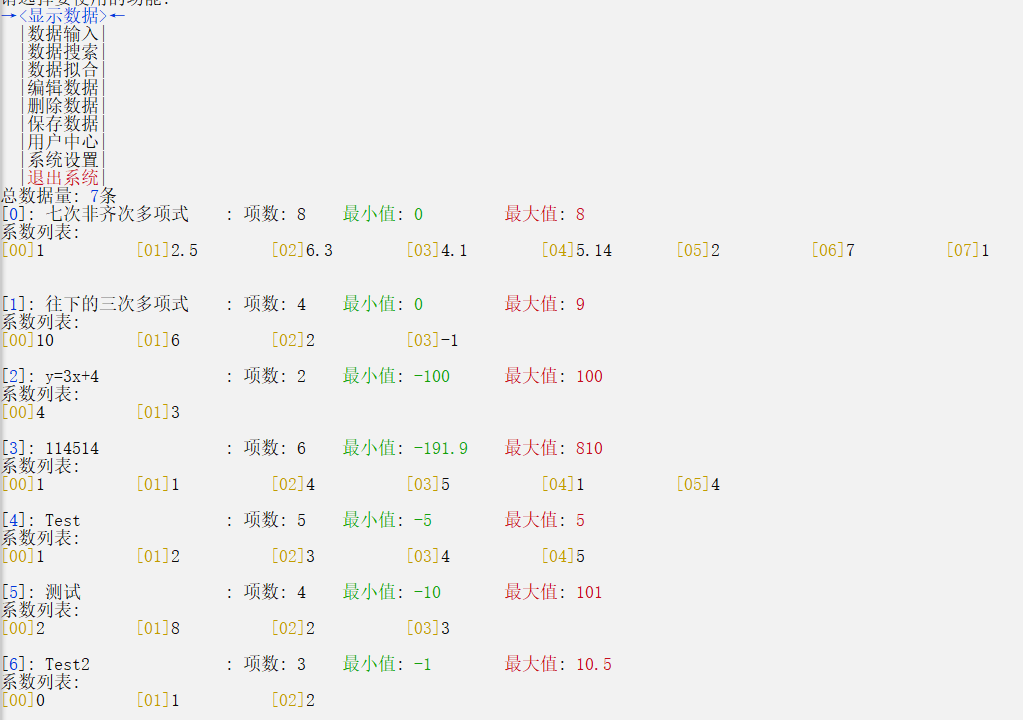 请选择要使用的功能:
→<显示数据>←
|数据输入|
|数据搜索|
|数据拟合|
|编辑数据|
|删除数据|
|保存数据|
|用户中心|
|系统设置|
|退出系统|
总数据量: 7条
[0]: 七次非齐次多项式 : 项数: 8 最小值: 0 最大值: 8
系数列表:
[00]1 [01]2.5 [02]6.3 [03]4.1 [04]5.14 [05]2 [06]7 [07]1
[1]: 往下的三次多项式 : 项数: 4 最小值: 0 最大值: 9
系数列表:
[00]10 [01]6 [02]2 [03]-1
[2]: y=3x+4 : 项数: 2 最小值: -100 最大值: 100
系数列表:
[00]4 [01]3
[3]: 114514 : 项数: 6 最小值: -191.9 最大值: 810
系数列表:
[00]1 [01]1 [02]4 [03]5 [04]1 [05]4
[4]: Test : 项数: 5 最小值: -5 最大值: 5
系数列表:
[00]1 [01]2 [02]3 [03]4 [04]5
[5]: 测试 : 项数: 4 最小值: -10 最大值: 101
系数列表:
[00]2 [01]8 [02]2 [03]3
[6]: Test2 : 项数: 3 最小值: -1 最大值: 10.5
系数列表:
[00]0 [01]1 [02]2